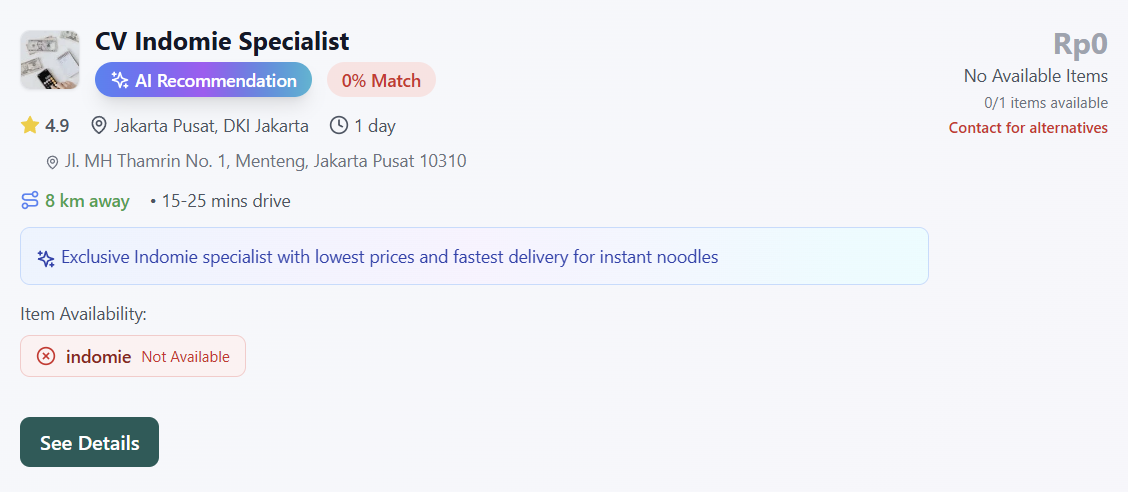 CV Indomie Specialist
AI Recommendation
0% Match
4.9
Jakarta Pusat, DKI Jakarta
1 day
Jl. MH Thamrin No. 1, Menteng, Jakarta Pusat 10310
8 km away
• 15-25 mins drive
Exclusive Indomie specialist with lowest prices and fastest delivery for instant noodles
Item Availability:
indomie Not Available
See Details
Rp0
No Available Items
0/1 items available
Contact for alternatives